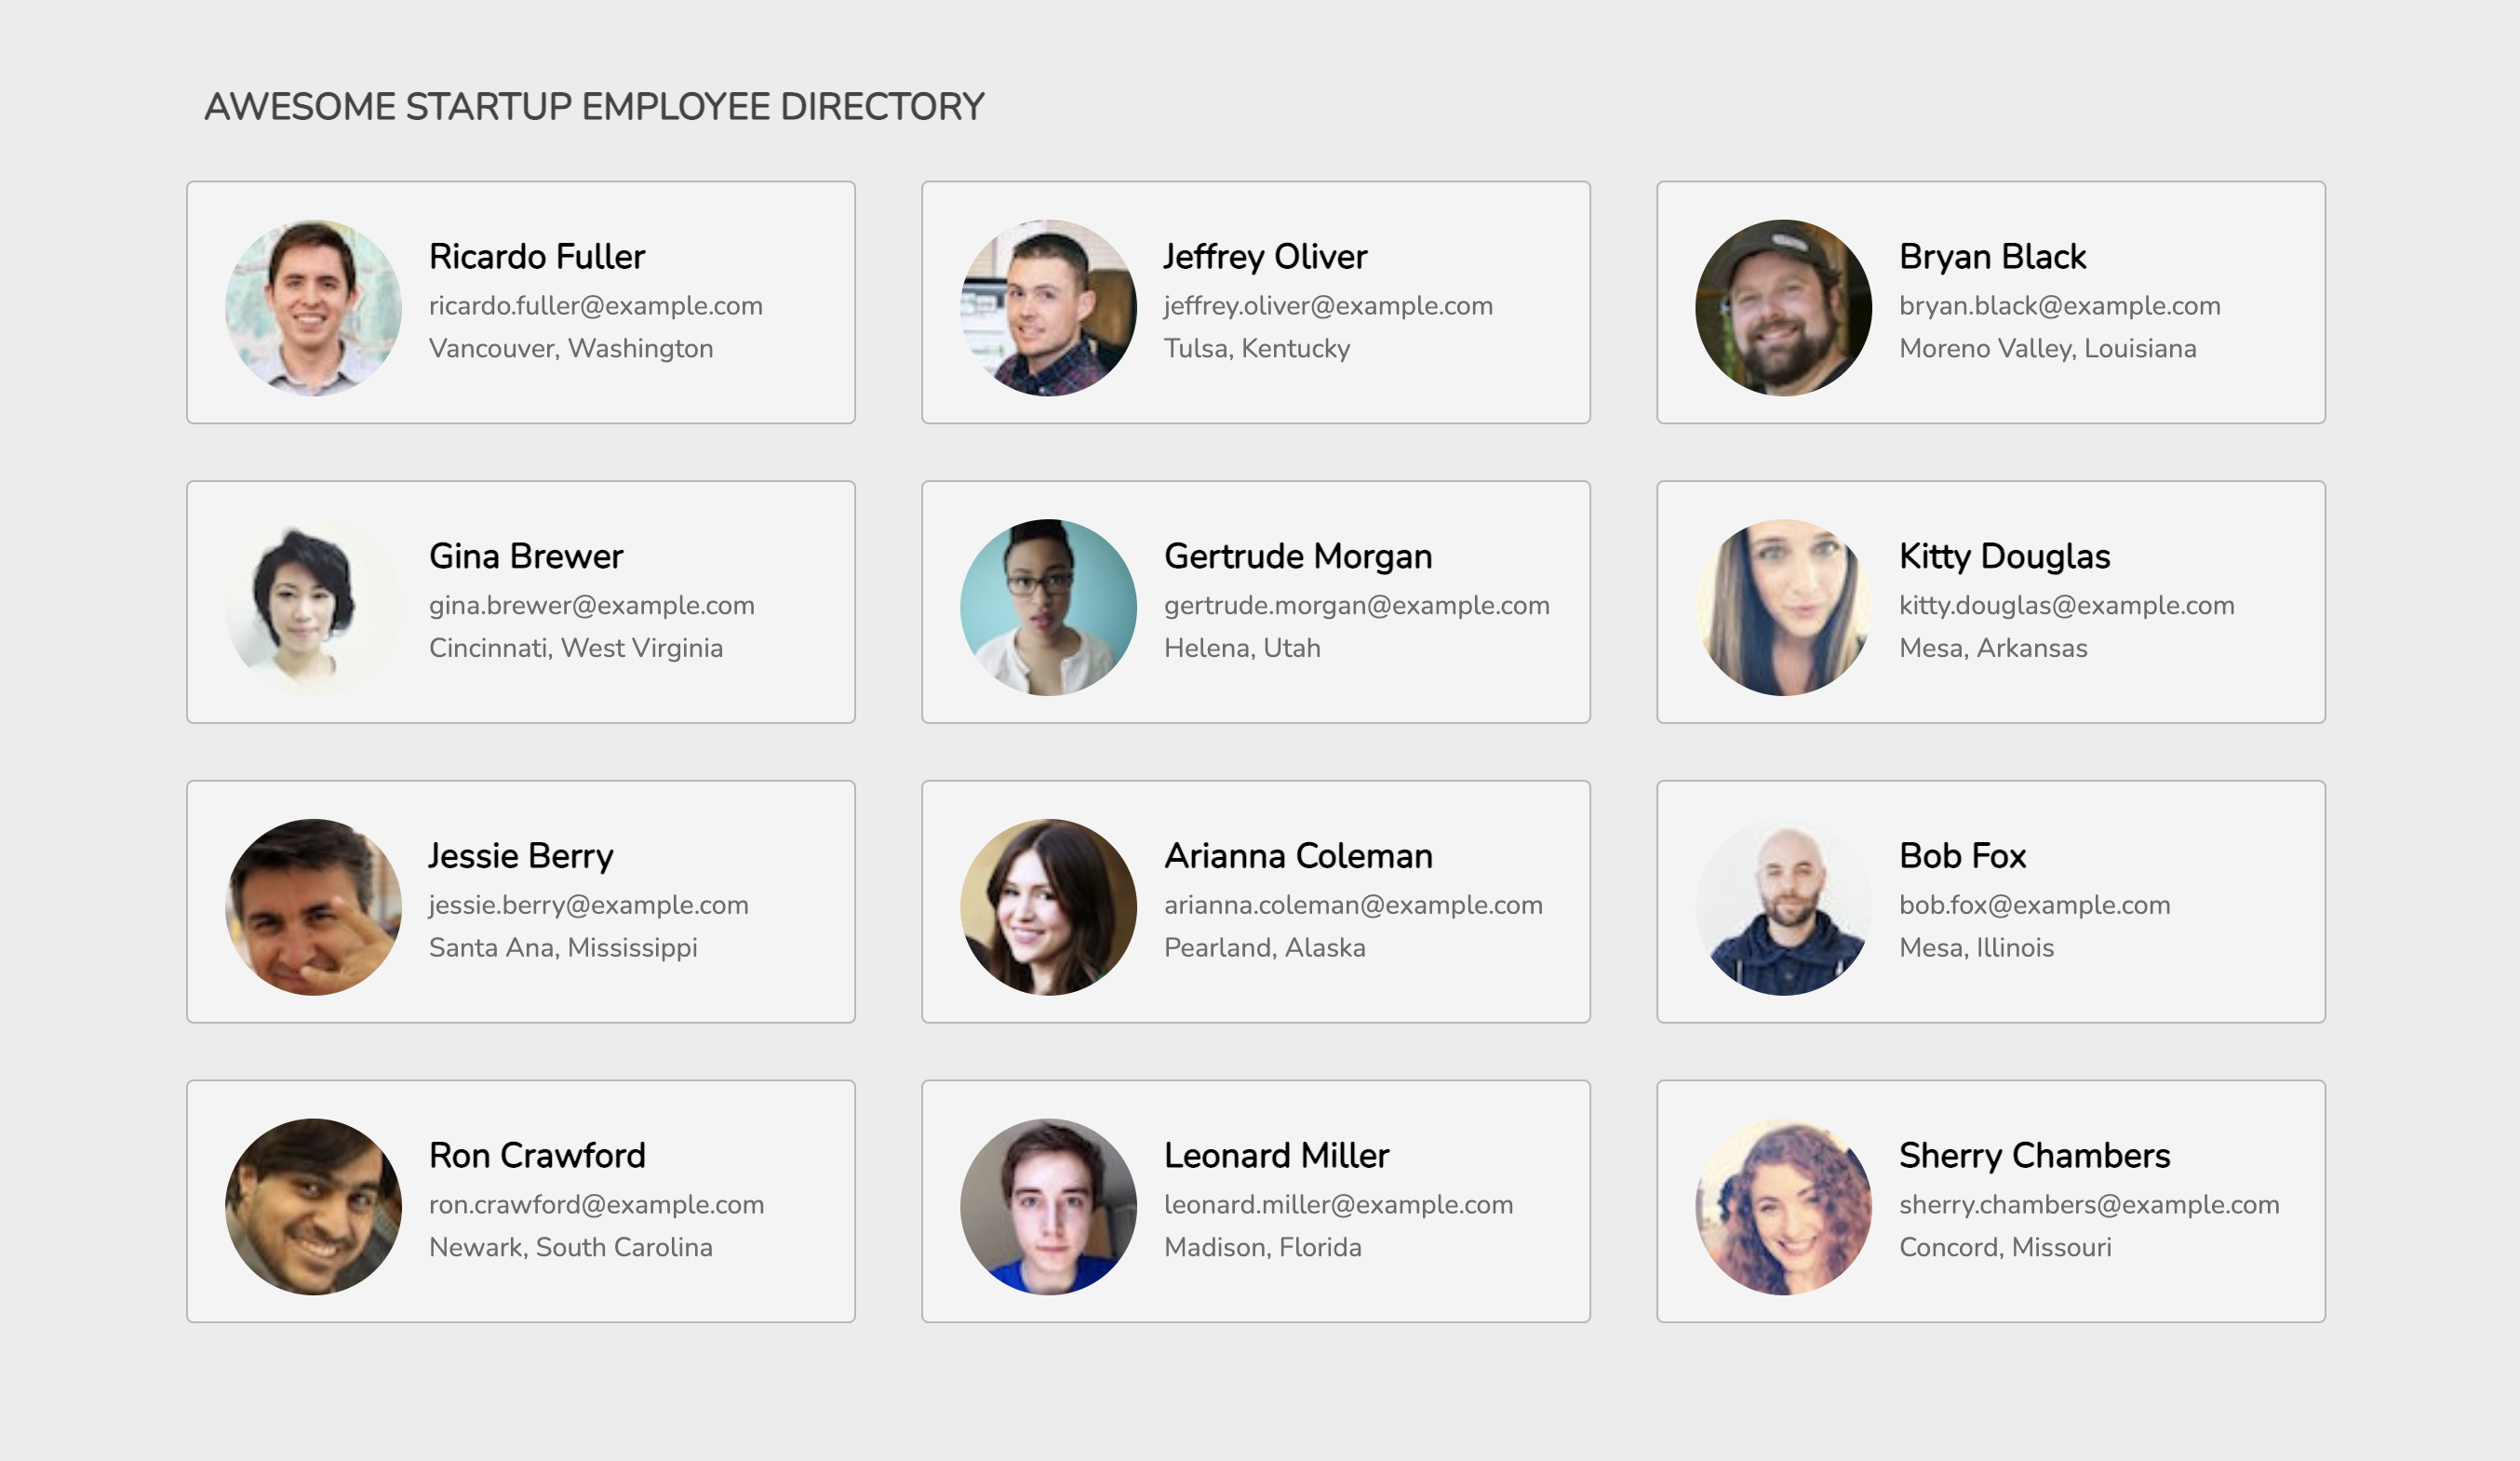 AWESOME STARTUP EMPLOYEE DIRECTORY
Ricardo Fuller
ricardo.fuller@example.com
Vancouver, Washington
Jeffrey Oliver
jeffrey.oliver@example.com
Tulsa, Kentucky
Bryan Black
bryan.black@example.com
Moreno Valley, Louisiana
Gina Brewer
gina.brewer@example.com
Cincinnati, West Virginia
Gertrude Morgan
gertrude.morgan@example.com
Helena, Utah
Kitty Douglas
kitty.douglas@example.com
Mesa, Arkansas
Jessie Berry
jessie.berry@example.com
Santa Ana, Mississippi
Arianna Coleman
arianna.coleman@example.com
Pearland, Alaska
Bob Fox
bob.fox@example.com
Mesa, Illinois
Ron Crawford
ron.crawford@example.com
Newark, South Carolina
Leonard Miller
leonard.miller@example.com
Madison, Florida
Sherry Chambers
sherry.chambers@example.com
Concord, Missouri